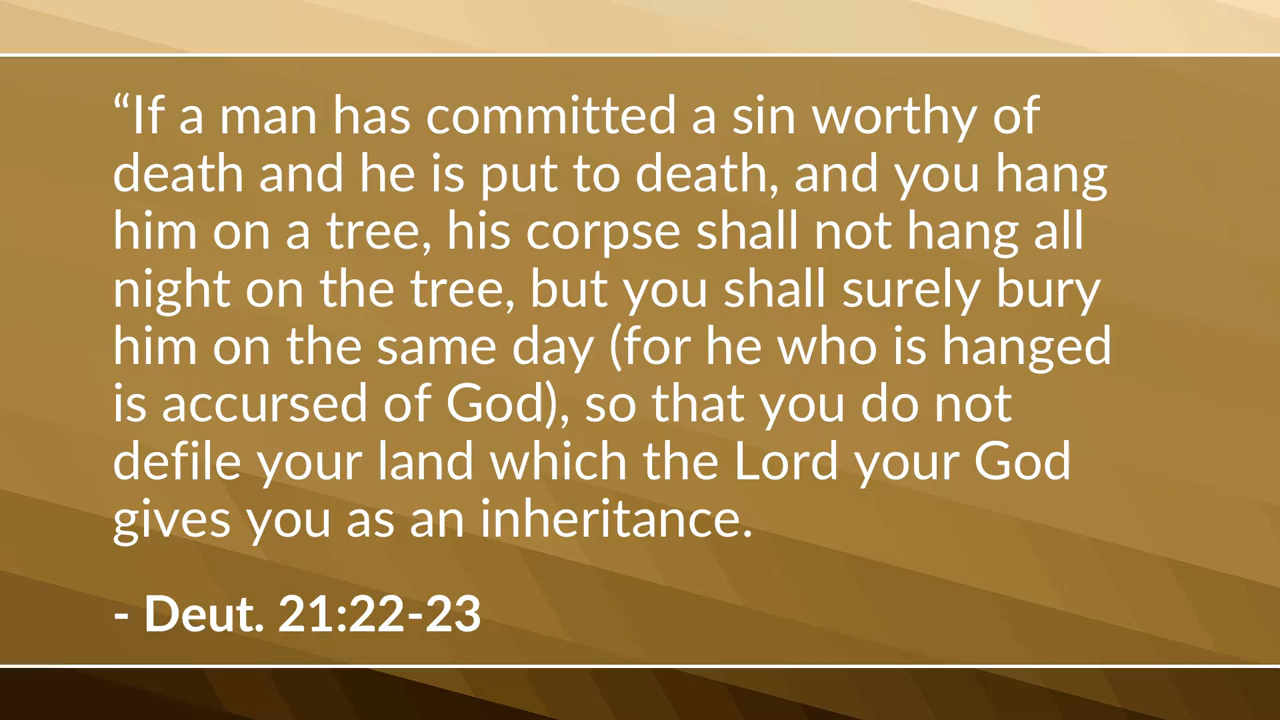 “If a man has committed a sin worthy of
death and he is put to death, and you hang
him on a tree, his corpse shall not hang all
night on the tree, but you shall surely bury
him on the same day (for he who is hanged
is accursed of God), so that you do not
defile your land which the Lord your God
gives you as an inheritance.
- Deut. 21:22-23